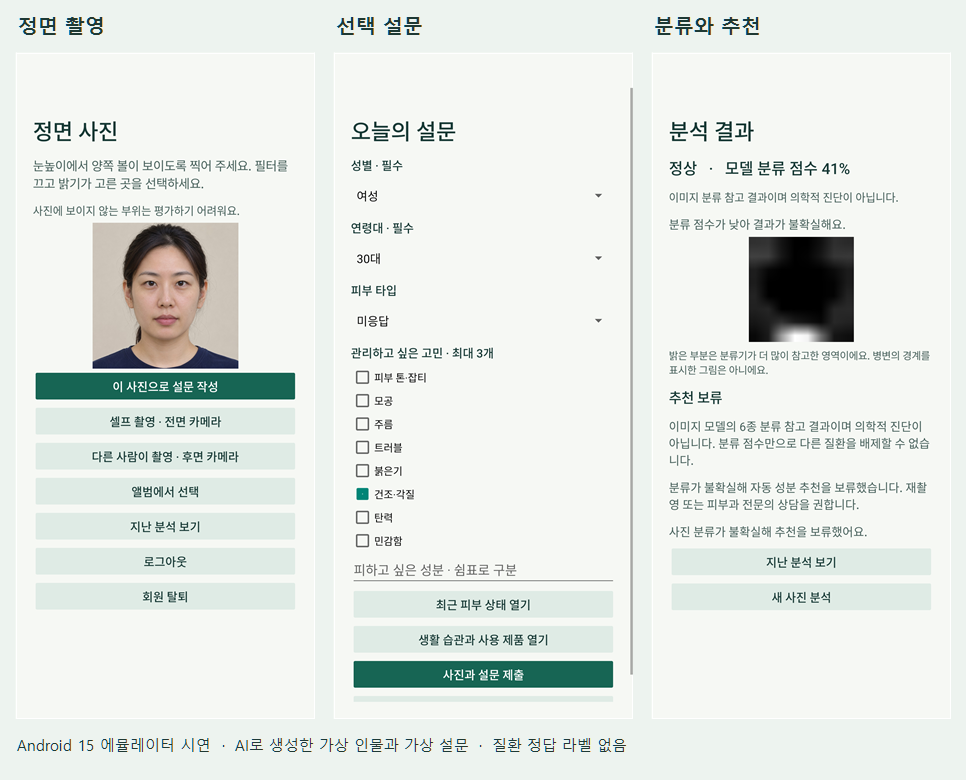 정면 촬영
정면 사진
눈높이에서 양쪽 볼이 보이도록 찍어 주세요. 필터를
끄고 밝기가 고른 곳을 선택하세요.
사진에 보이지 않는 부위는 평가하기 어려워요.
이 사진으로 설문 작성
셀프 촬영 · 전면 카메라
다른 사람이 촬영 · 후면 카메라
앨범에서 선택
지난 분석 보기
로그아웃
회원 탈퇴
선택 설문
오늘의 설문
성별 · 필수
여성
연령대 · 필수
30대
피부 타입
미응답
관리하고 싶은 고민 · 최대 3개
피부 톤·잡티
모공
주름
트러블
붉은기
건조·각질
탄력
민감함
피하고 싶은 성분 · 쉼표로 구분
최근 피부 상태 열기
생활 습관과 사용 제품 열기
사진과 설문 제출
분류와 추천
분석 결과
정상 · 모델 분류 점수 41%
이미지 분류 참고 결과이며 의학적 진단이 아닙니다.
분류 점수가 낮아 결과가 불확실해요.
밝은 부분은 분류기가 더 많이 참고한 영역이에요. 병변의 경계를
표시한 그림은 아니에요.
추천 보류
이미지 모델의 6종 분류 참고 결과이며 의학적 진단이
아닙니다. 분류 점수만으로 다른 질환을 배제할 수 없습
니다.
분류가 불확실해 자동 성분 추천을 보류했습니다. 재촬
영 또는 피부과 전문의 상담을 권합니다.
사진 분류가 불확실해 추천을 보류했어요.
지난 분석 보기
새 사진 분석
Android 15 에뮬레이터 시연 · AI로 생성한 가상 인물과 가상 설문 · 질환 정답 라벨 없음